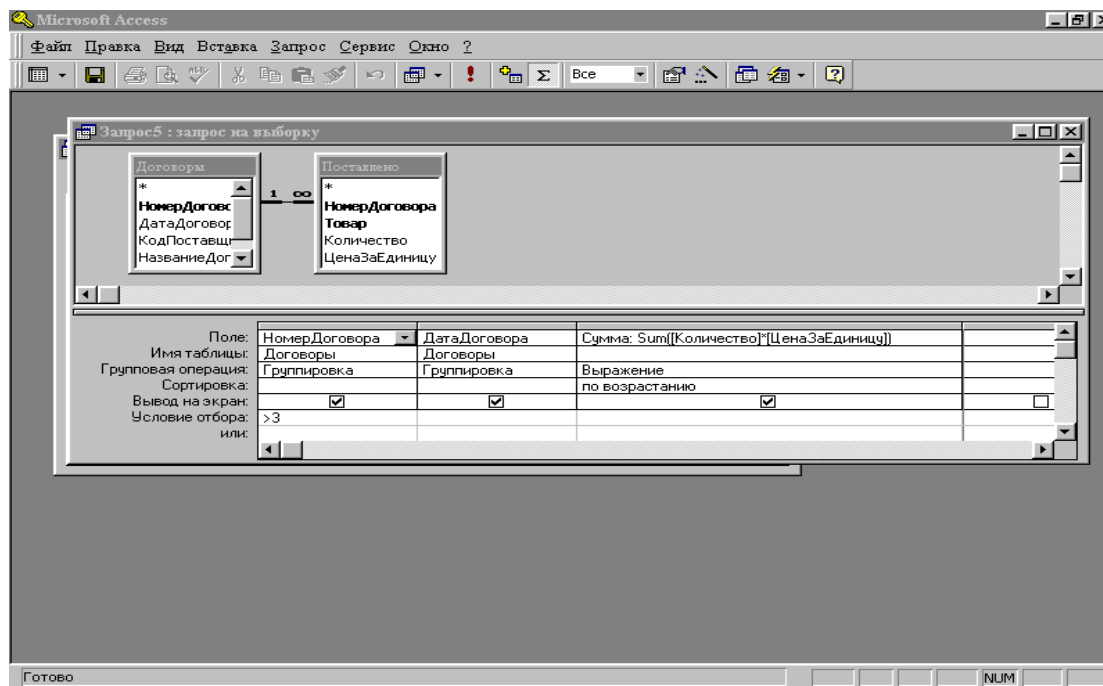 Microsoft Access
Файл Правка Вид Вставка Запрос Сервис Окно ?
Все
Запрос5 : запрос на выборку
Договоры Поставлено
* *
НомерДоговс НомерДоговора
ДатаДоговор Товар
КодПоставщи Количество
НазваниеДог ЦенаЗаЕдиницу
1 ∞
Поле: НомерДоговора ДатаДоговора Сумма: Sum([Количество]*[ЦенаЗаЕдиницу])
Имя таблицы: Договоры Договоры
Групповая операция: Группировка Группировка Выражение
Сортировка: по возрастанию
Вывод на экран:
Условие отбора: >3
или:
Готово NUM